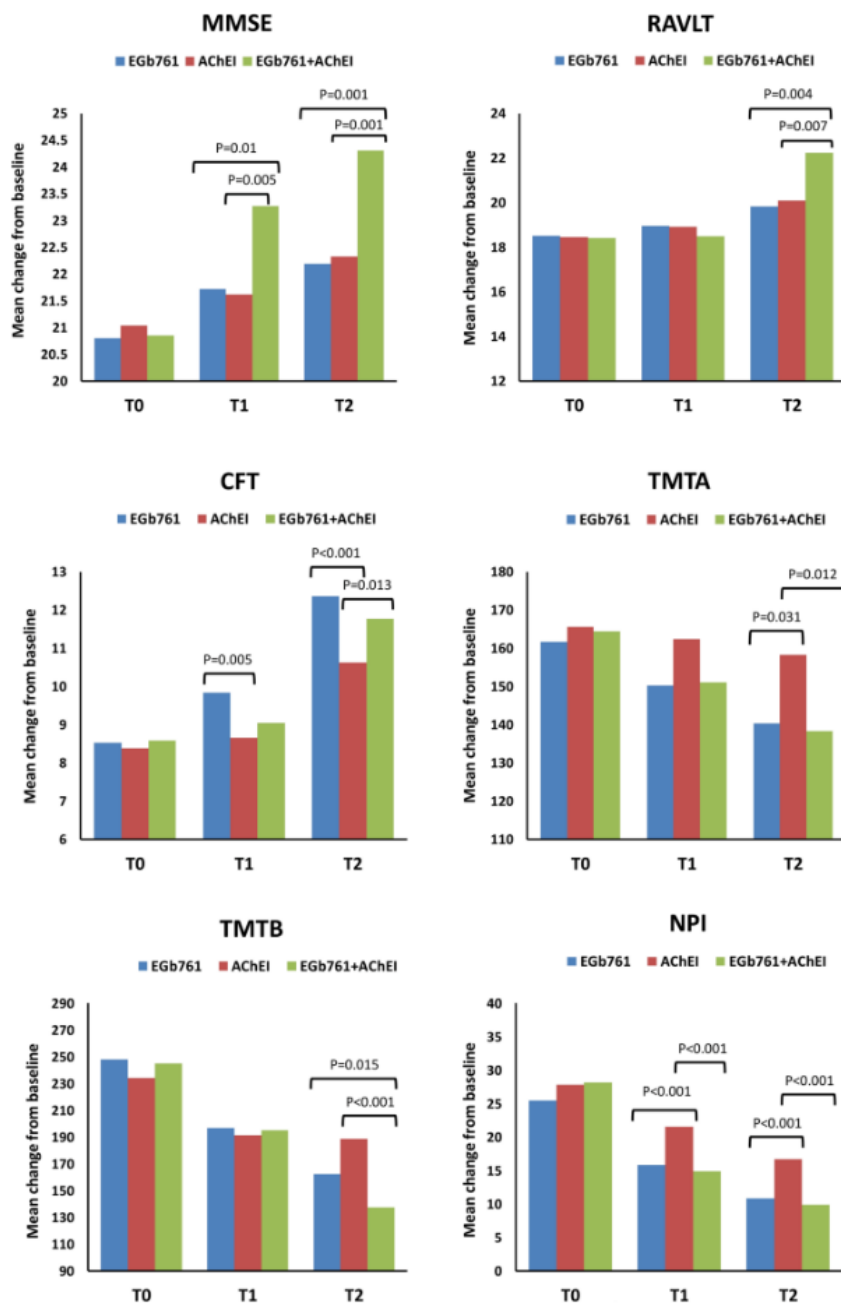 MMSE
EGb761 AChEI EGb761+AChEI
Mean change from baseline
25
24.5
24
23.5
23
22.5
22
21.5
21
20.5
20
P=0.001
P=0.001
P=0.01
P=0.005
T0 T1 T2
RAVLT
EGb761 AChEI EGb761+AChEI
Mean change from baseline
24
22
20
18
16
14
12
P=0.004
P=0.007
T0 T1 T2
CFT
EGb761 AChEI EGb761+AChEI
Mean change from baseline
13
12
11
10
9
8
7
6
P<0.001
P=0.013
P=0.005
T0 T1 T2
TMTA
EGb761 AChEI EGb761+AChEI
Mean change from baseline
180
170
160
150
140
130
120
110
P=0.012
P=0.031
T0 T1 T2
TMTB
EGb761 AChEI EGb761+AChEI
Mean change from baseline
290
270
250
230
210
190
170
150
130
110
90
P=0.015
P<0.001
T0 T1 T2
NPI
EGb761 AChEI EGb761+AChEI
Mean change from baseline
40
35
30
25
20
15
10
5
0
P<0.001
P<0.001
P<0.001
P<0.001
T0 T1 T2